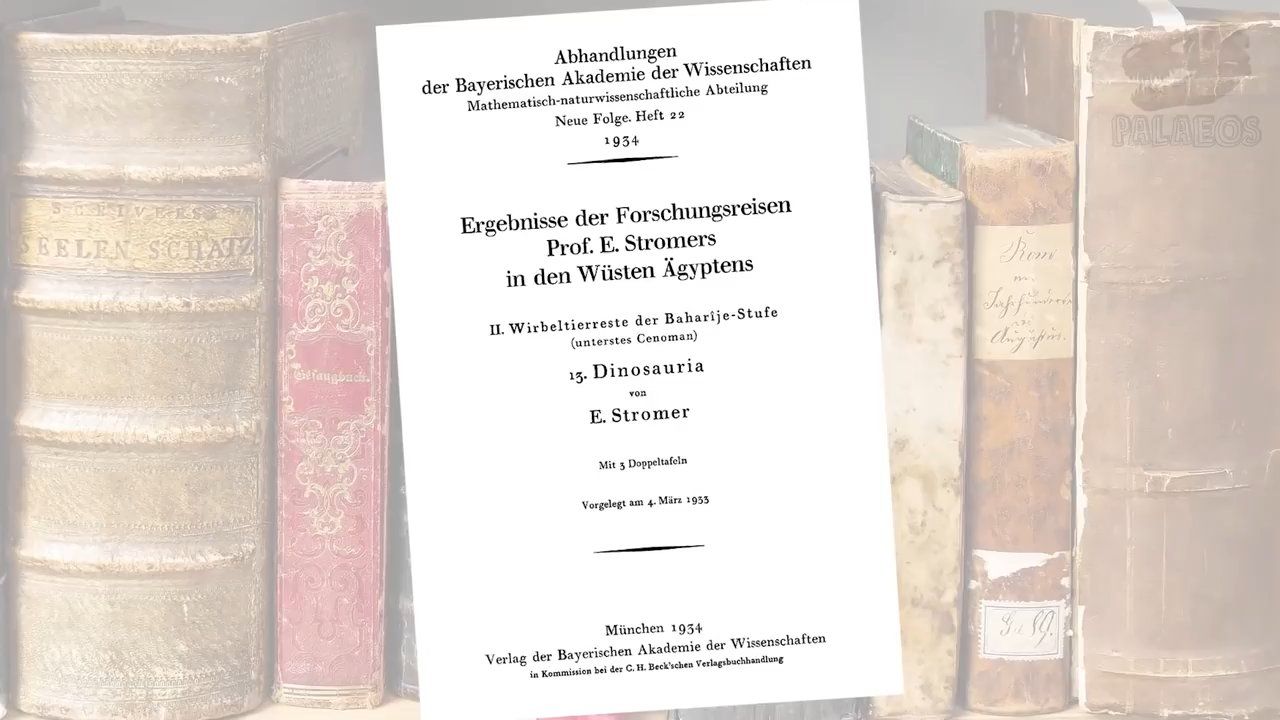 Abhandlungen
der Bayerischen Akademie der Wissenschaften
Mathematisch-naturwissenschaftliche Abteilung
Neue Folge. Heft 22
1934
Ergebnisse der Forschungsreisen
Prof. E. Stromers
in den Wüsten Ägyptens
II. Wirbeltierreste der Baharîje-Stufe
(unterstes Cenoman)
13. Dinosauria
von
E. Stromer
Mit 3 Doppeltafeln
Vorgelegt am 4. März 1933
München 1934
Verlag der Bayerischen Akademie der Wissenschaften
in Kommission bei der C. H. Beck'schen Verlagsbuchhandlung
SEELEN SCHATZ
Gesangbuch.
Rom
Augustus.
PALAEOS